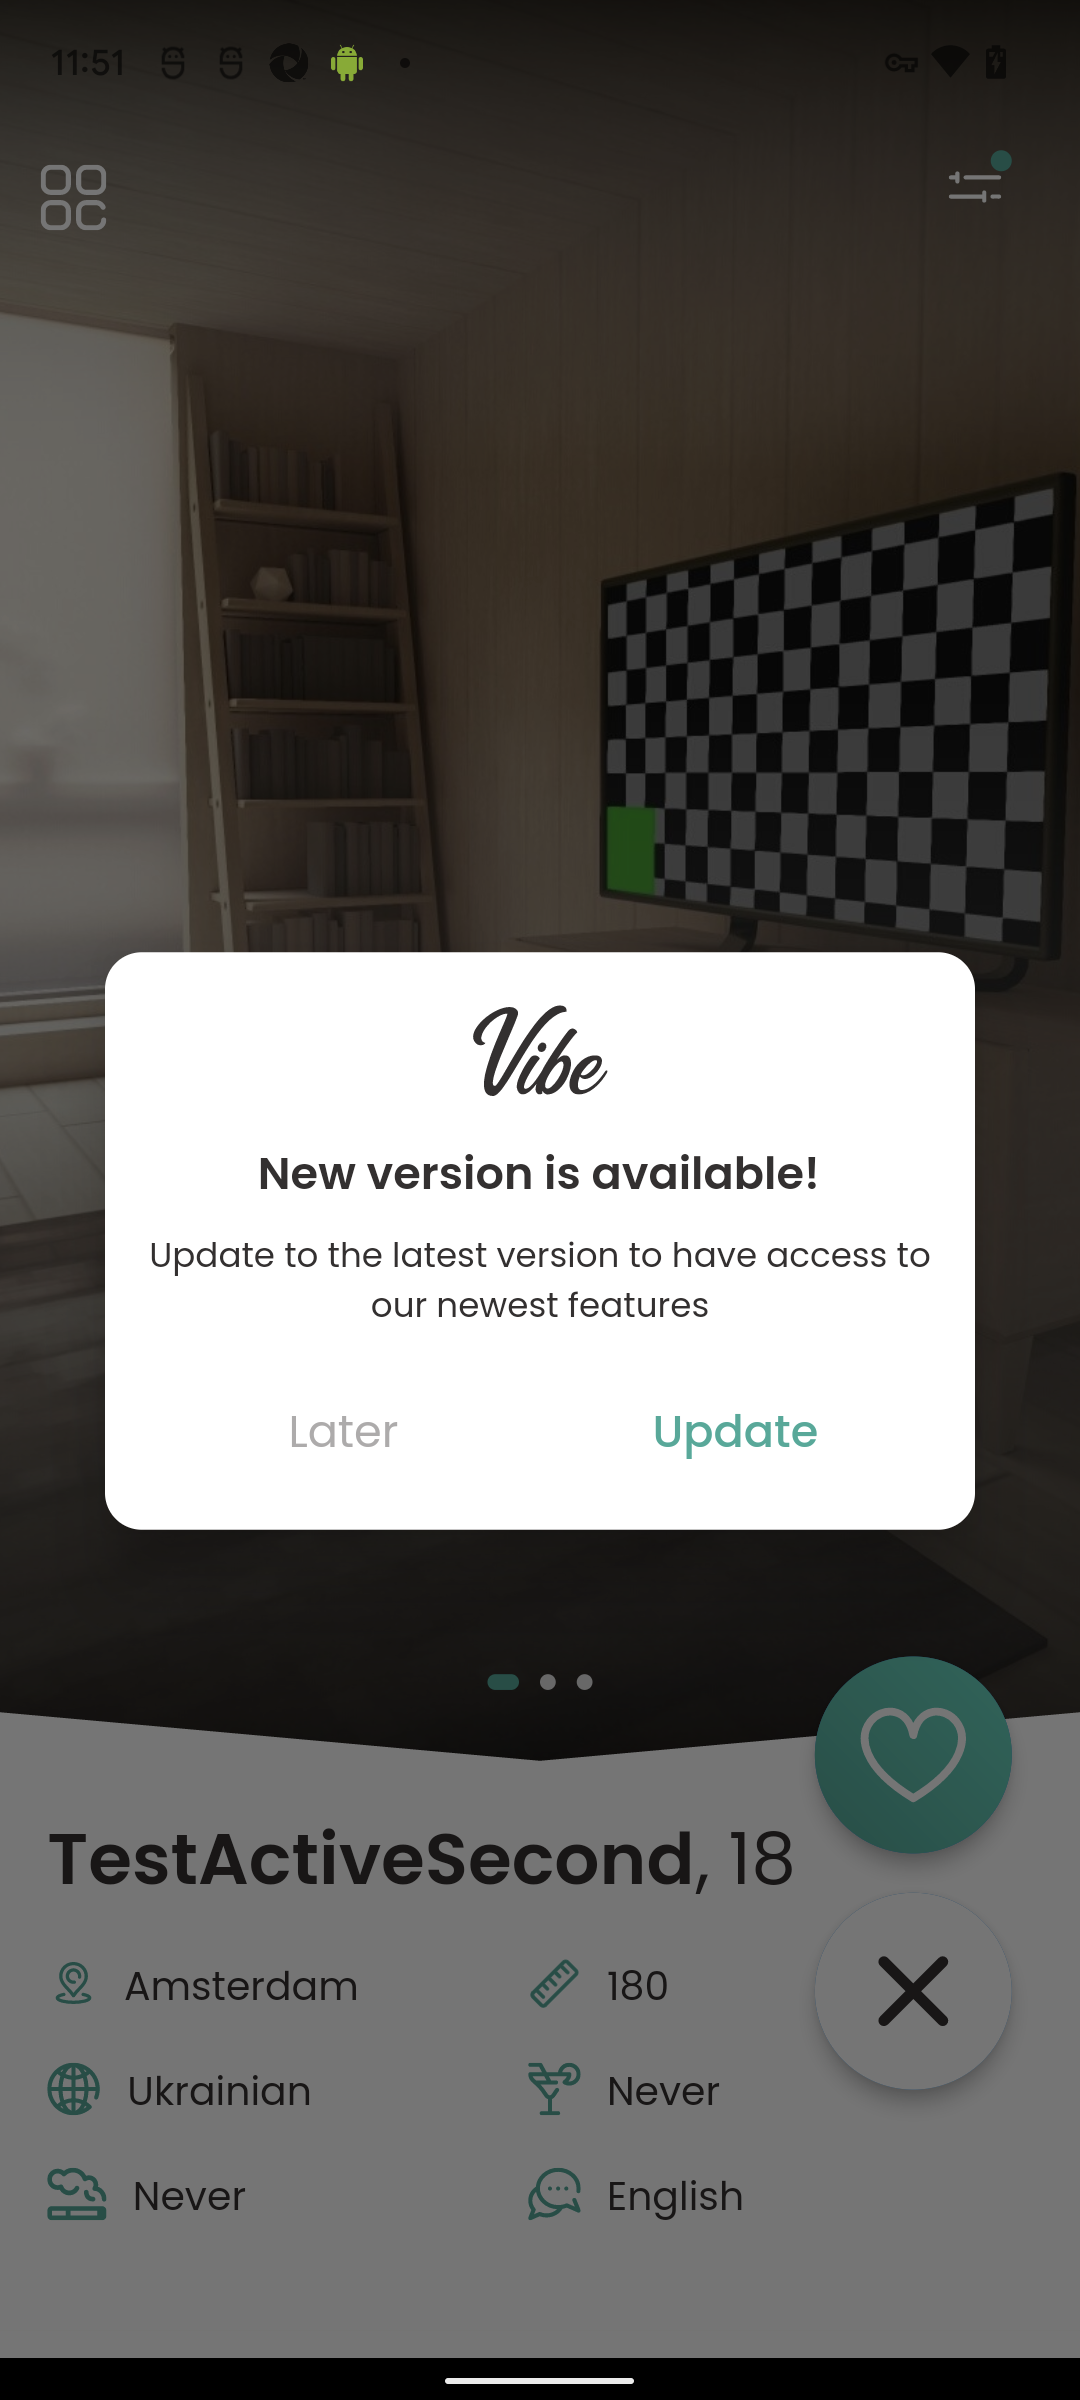 11:51
Vibe
New version is available!
Update to the latest version to have access to
our newest features
Later Update
TestActiveSecond, 18
Amsterdam 180
Ukrainian Never
Never English